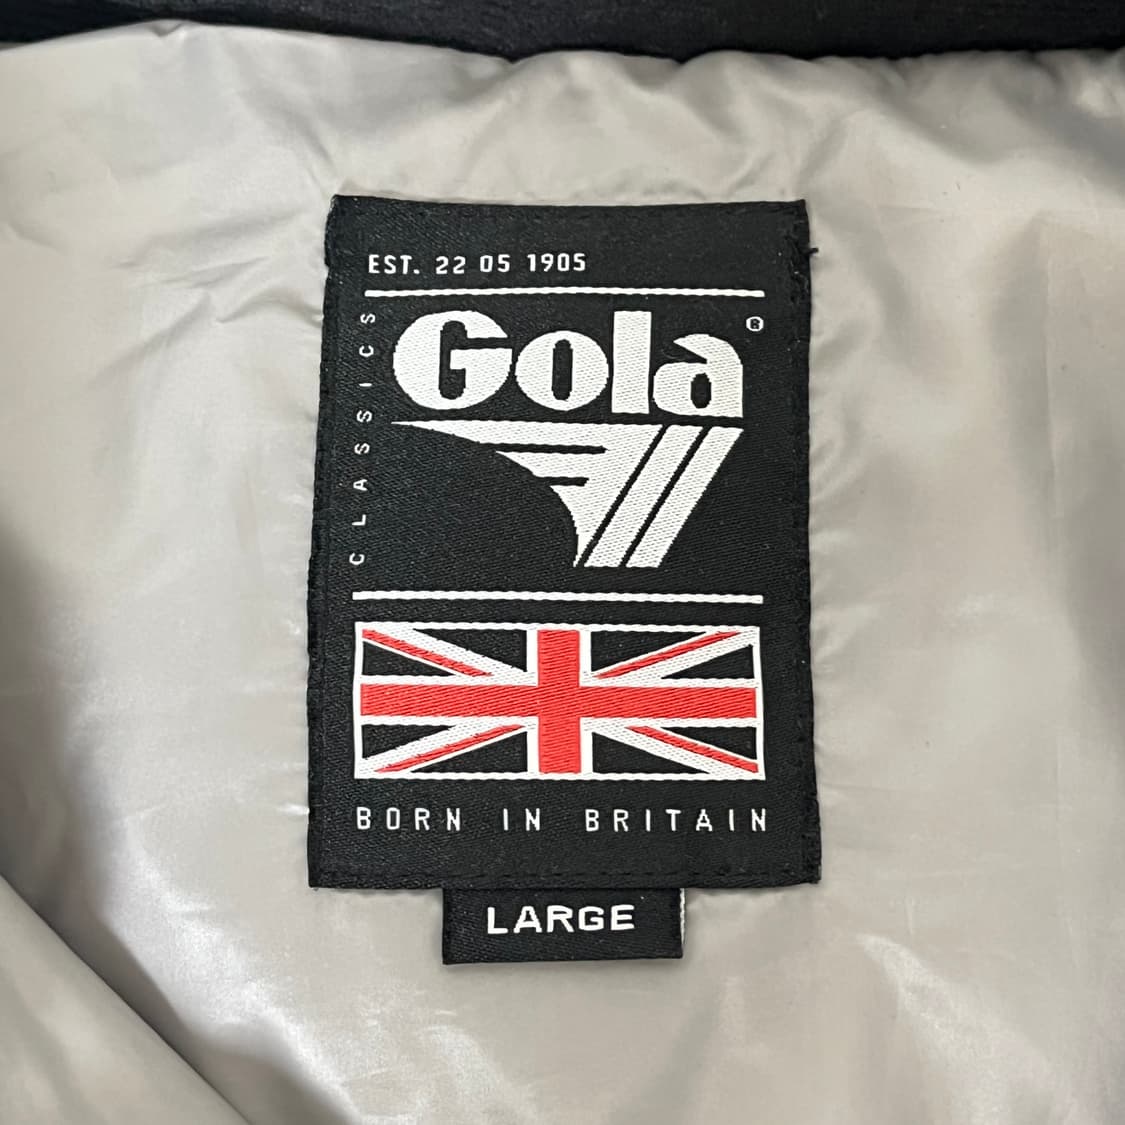 EST. 22 05 1905
CLASSICS
Gola®
BORN IN BRITAIN
LARGE